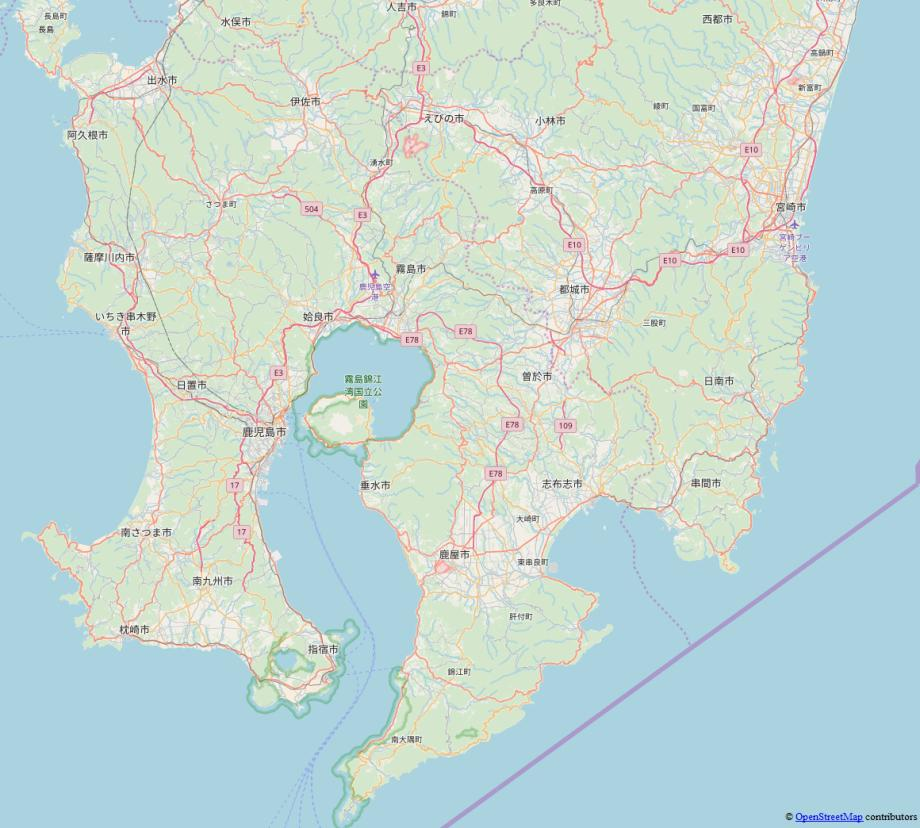 長島町
長島
水俣市
人吉市
錦町
多良木町
西都市
高鍋町
出水市
E3
新富町
伊佐市
綾町
国富町
阿久根市
えびの市
小林市
E10
湧水町
高原町
さつま町
504
E3
宮崎市
E10
E10
E10
宮崎ブー
ゲンビリ
ア空港
薩摩川内市
霧島市
鹿児島空
港
都城市
いちき串木野
市
姶良市
三股町
E78
E78
E3
霧島錦江
湾国立公
園
曽於市
日置市
日南市
鹿児島市
E78
109
E78
17
垂水市
志布志市
串間市
大崎町
南さつま市
17
鹿屋市
東串良町
南九州市
肝付町
枕崎市
指宿市
錦江町
南大隅町
© OpenStreetMap contributors